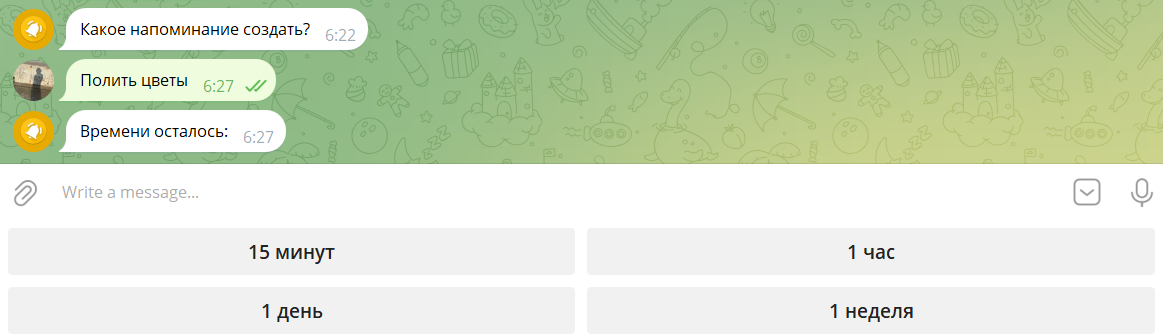 Какое напоминание создать? 6:22
Полить цветы 6:27
Времени осталось: 6:27
Write a message...
15 минут
1 час
1 день
1 неделя